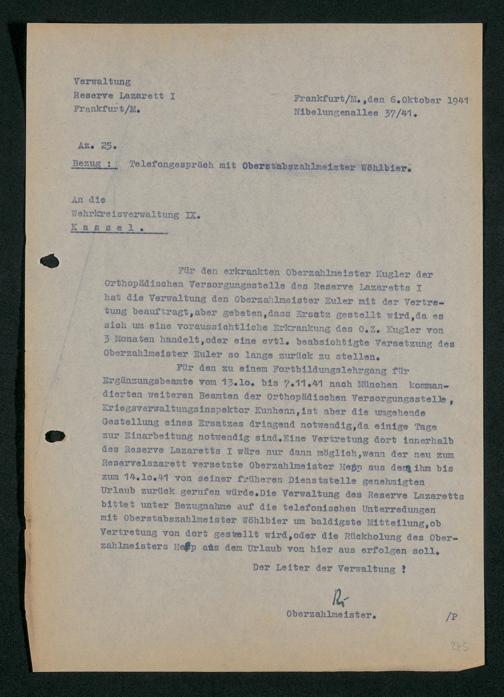 Verwaltung
Reserve Lazarett I
Frankfurt/M.
Frankfurt/M.,den 6.Oktober 1941
Nibelungenallee 37/41.
Az. 25.
Bezug : Telefongespräch mit Oberstabszahlmeister Wöhlbier.
An die
Wehrkreisverwaltung IX.
K a s s e l .
Für den erkrankten Oberzahlmeister Kugler der
Orthopädischen Versorgungsstelle des Reserve Lazaretts I
hat die Verwaltung den Oberzahlmeister Euler mit der Vertre-
tung beauftragt,aber gebeten,dass Ersatz gestellt wird,da es
sich um eine voraussichtliche Erkrankung des O.Z. Kugler von
3 Monaten handelt,oder eine evtl. beabsichtigte Versetzung des
Oberzahlmeister Euler so lange zurück zu stellen.
Für den zu einem Fortbildungslehrgang für
Ergänzungsbeamte vom 13.1o. bis 7.11.41 nach München komman-
dierten weiteren Beamten der Orthopädischen Versorgungsstelle,
Kriegsverwaltungsinspektor Kunhenn,ist aber die umgehende
Gestellung eines Ersatzes dringend notwendig,da einige Tage
zur Einarbeitung notwendig sind.Eine Vertretung dort innerhalb
des Reserve Lazaretts I wäre nur dann möglich,wenn der neu zum
Reservelazarett versetzte Oberzahlmeister Hepp aus dem ihm bis
zum 14.1o.41 von seiner früheren Dienststelle genehmigten
Urlaub zurück gerufen würde.Die Verwaltung des Reserve Lazaretts
bittet unter Bezugnahme auf die telefonischen Unterredungen
mit Oberstabszahlmeister Wöhlbier um baldigste Mitteilung,ob
Vertretung von dort gestellt wird,oder die Rückholung des Ober-
zahlmeisters Hepp aus dem Urlaub von hier aus erfolgen soll.
Der Leiter der Verwaltung !
Oberzahlmeister.
/P